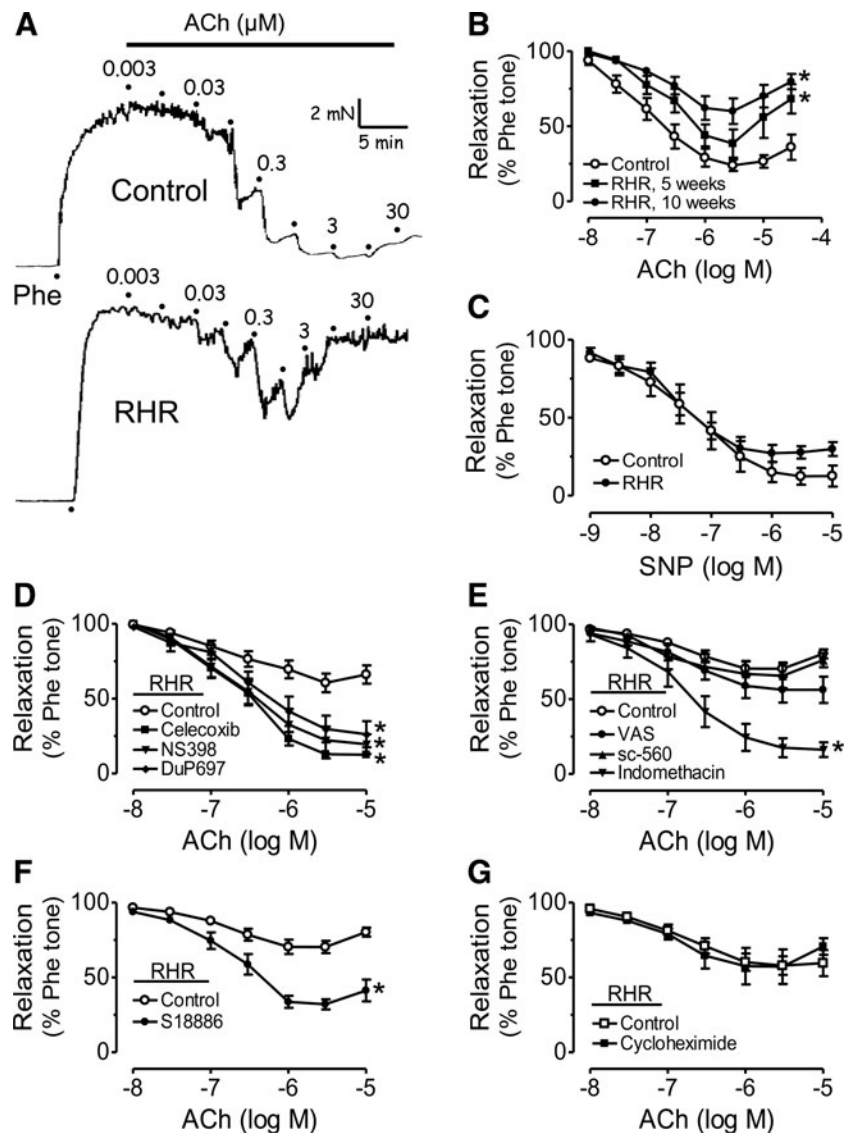 A
ACh (µM)
0.003
0.03
0.3
3
30
2 mN
5 min
Control
Phe
0.003
0.03
0.3
3
30
RHR
B
Relaxation
(% Phe tone)
100
50
0
Control
RHR, 5 weeks
RHR, 10 weeks
*
*
-8 -7 -6 -5 -4
ACh (log M)
C
Relaxation
(% Phe tone)
100
50
0
Control
RHR
-9 -8 -7 -6 -5
SNP (log M)
D
Relaxation
(% Phe tone)
100
50
0
RHR
Control
Celecoxib
NS398
DuP697
*
*
*
-8 -7 -6 -5
ACh (log M)
E
Relaxation
(% Phe tone)
100
50
0
RHR
Control
VAS
sc-560
Indomethacin
*
-8 -7 -6 -5
ACh (log M)
F
Relaxation
(% Phe tone)
100
50
0
RHR
Control
S18886
*
-8 -7 -6 -5
ACh (log M)
G
Relaxation
(% Phe tone)
100
50
0
RHR
Control
Cycloheximide
-8 -7 -6 -5
ACh (log M)